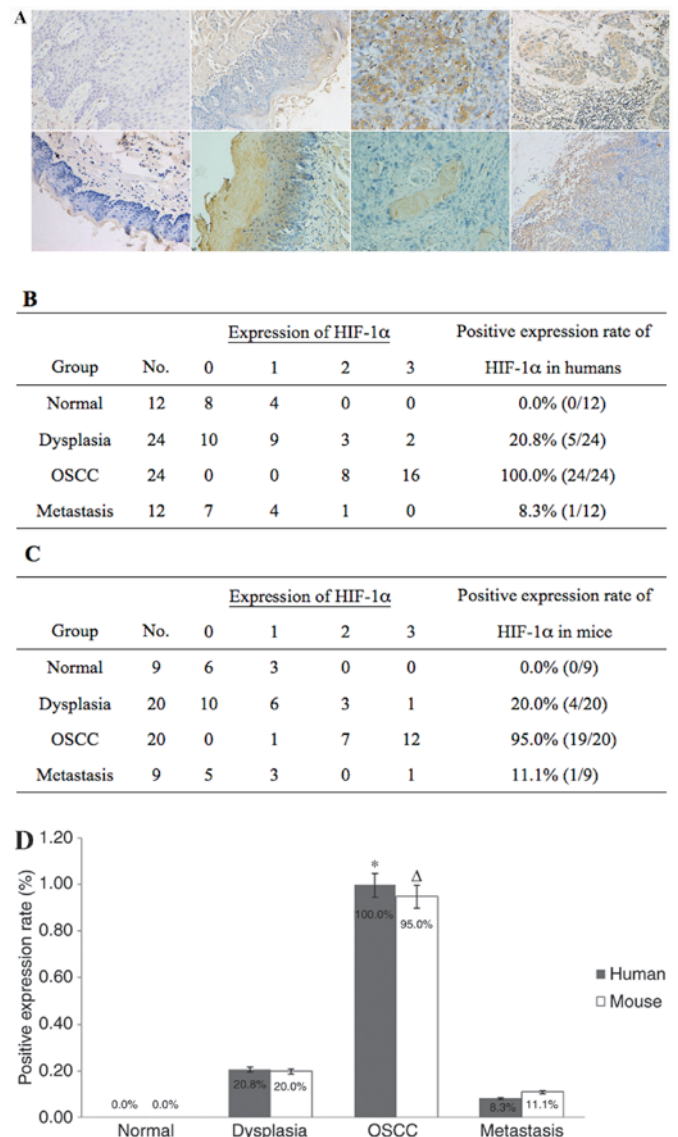 A
B
Expression of HIF-1α Positive expression rate of
Group No. 0 1 2 3 HIF-1α in humans
Normal 12 8 4 0 0 0.0% (0/12)
Dysplasia 24 10 9 3 2 20.8% (5/24)
OSCC 24 0 0 8 16 100.0% (24/24)
Metastasis 12 7 4 1 0 8.3% (1/12)
C
Expression of HIF-1α Positive expression rate of
Group No. 0 1 2 3 HIF-1α in mice
Normal 9 6 3 0 0 0.0% (0/9)
Dysplasia 20 10 6 3 1 20.0% (4/20)
OSCC 20 0 1 7 12 95.0% (19/20)
Metastasis 9 5 3 0 1 11.1% (1/9)
D
Positive expression rate (%)
1.20
1.00
0.80
0.60
0.40
0.20
0.00
* Δ
100.0% 95.0%
Human
Mouse
20.8% 20.0%
8.3% 11.1%
0.0% 0.0%
Normal Dysplasia OSCC Metastasis